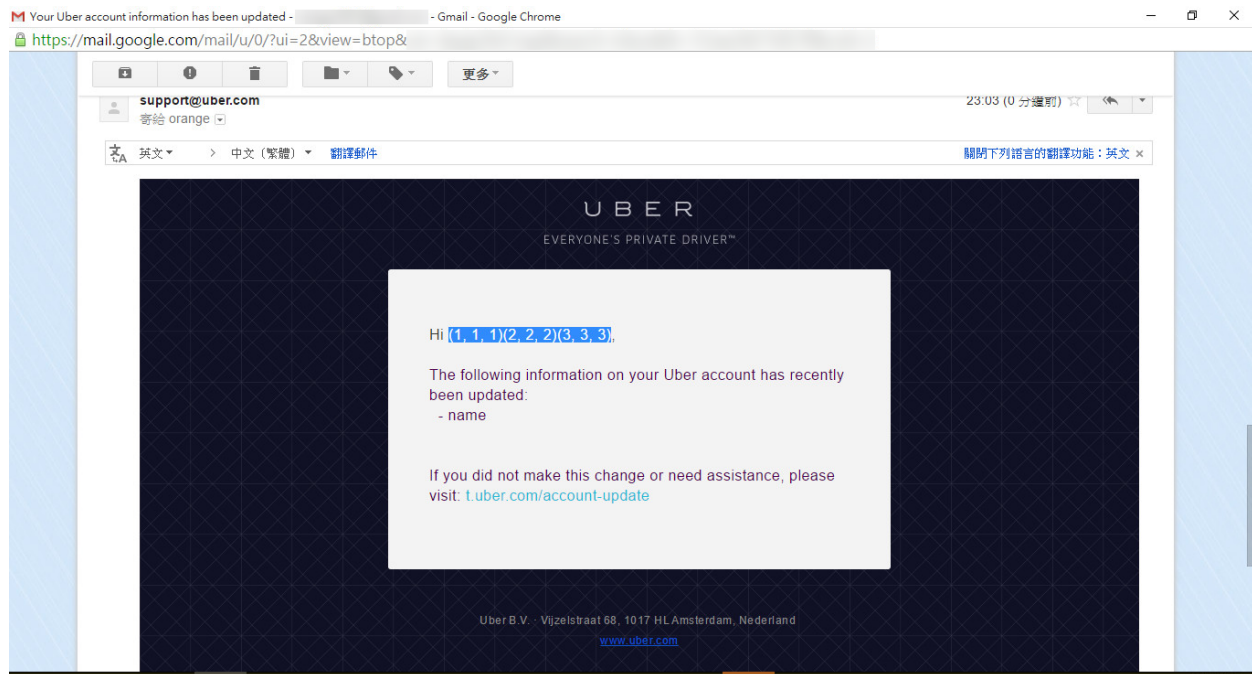 Your Uber account information has been updated - - Gmail - Google Chrome
https://mail.google.com/mail/u/0/?ui=2&view=btop&
更多
support@uber.com
23:03 (0 分鐘前)
寄給 orange
英文 > 中文（繁體） 翻譯郵件
關閉下列語言的翻譯功能：英文 ×
UBER
EVERYONE'S PRIVATE DRIVER™
Hi (1, 1, 1)(2, 2, 2)(3, 3, 3),
The following information on your Uber account has recently
been updated:
- name
If you did not make this change or need assistance, please
visit: t.uber.com/account-update
Uber B.V. · Vijzelstraat 68, 1017 HL Amsterdam, Nederland
www.uber.com